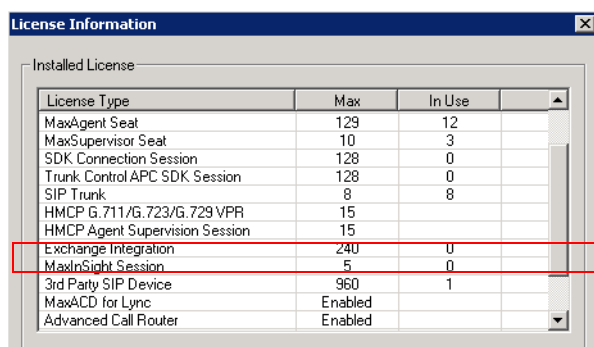 License Information
Installed License
License Type Max In Use
MaxAgent Seat 129 12
MaxSupervisor Seat 10 3
SDK Connection Session 128 0
Trunk Control APC SDK Session 128 0
SIP Trunk 8 8
HMCP G.711/G.723/G.729 VPR 15
HMCP Agent Supervision Session 15
Exchange Integration 240 0
MaxInSight Session 5 0
3rd Party SIP Device 960 1
MaxACD for Lync Enabled
Advanced Call Router Enabled